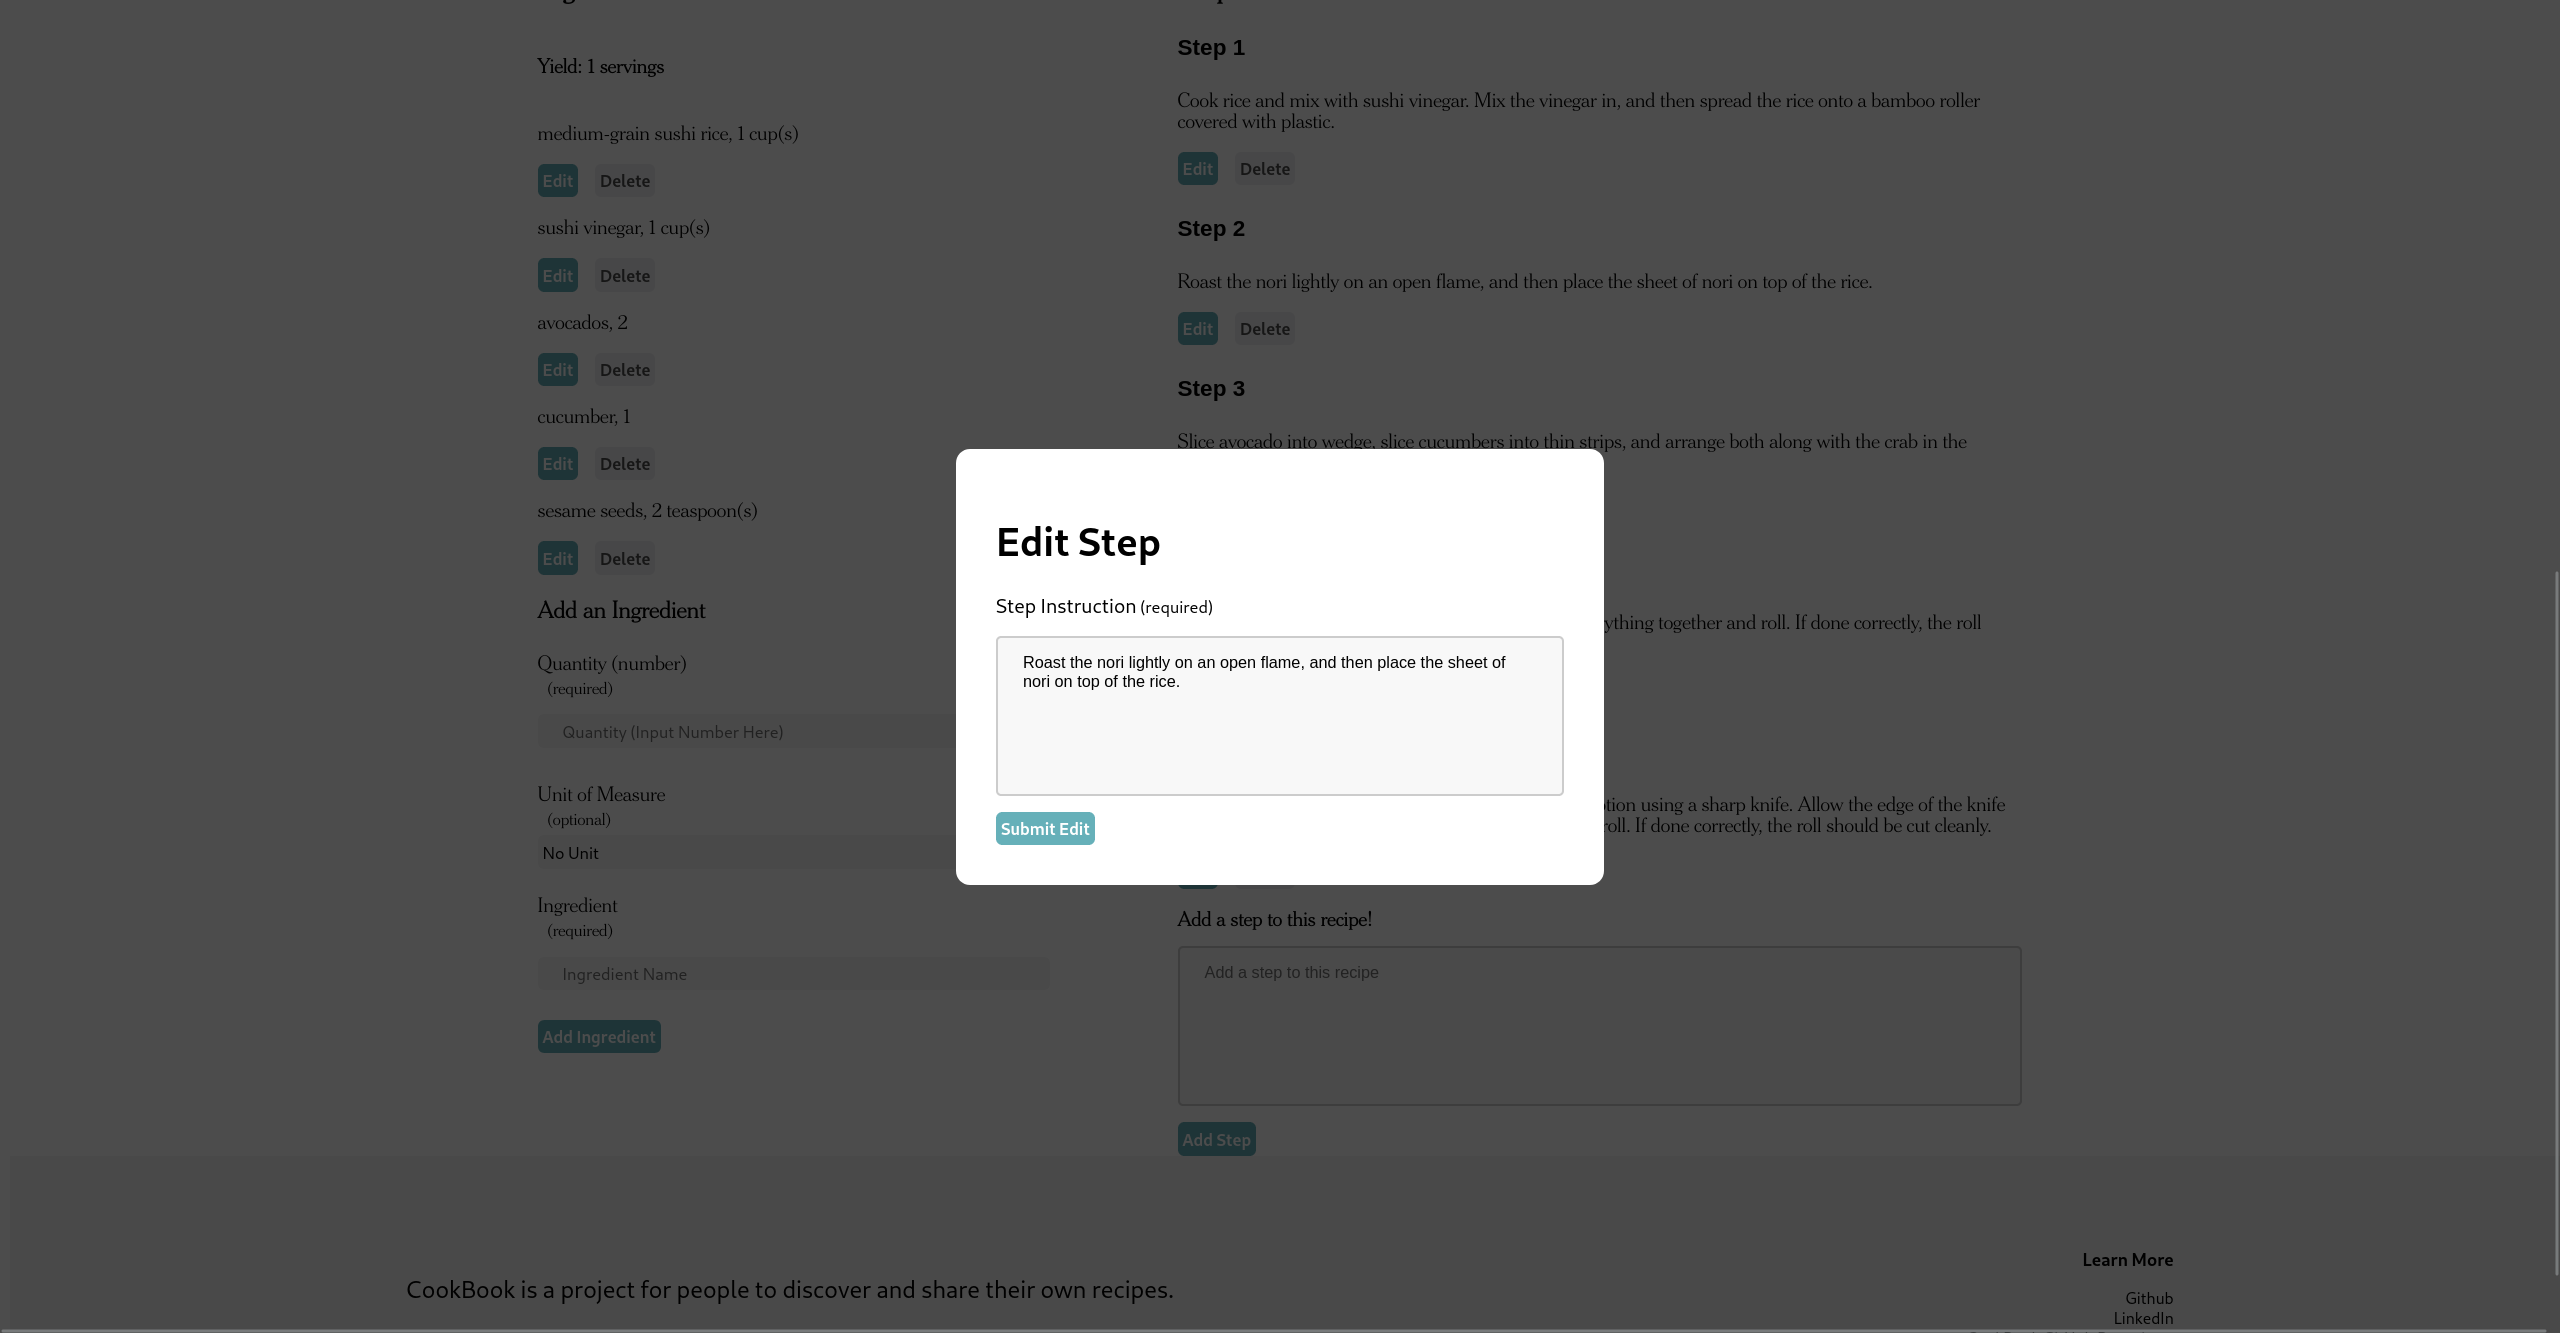 Yield: 1 servings
medium-grain sushi rice, 1 cup(s)
Edit Delete
sushi vinegar, 1 cup(s)
Edit Delete
avocados, 2
Edit Delete
cucumber, 1
Edit Delete
sesame seeds, 2 teaspoon(s)
Edit Delete
Add an Ingredient
Quantity (number)
(required)
Quantity (Input Number Here)
Unit of Measure
(optional)
No Unit
Ingredient
(required)
Ingredient Name
Add Ingredient
Step 1
Cook rice and mix with sushi vinegar. Mix the vinegar in, and then spread the rice onto a bamboo roller
covered with plastic.
Edit Delete
Step 2
Roast the nori lightly on an open flame, and then place the sheet of nori on top of the rice.
Edit Delete
Step 3
Slice avocado into wedge, slice cucumbers into thin strips, and arrange both along with the crab in the
together and roll. If done correctly, the roll
using a sharp knife. Allow the edge of the knife
roll. If done correctly, the roll should be cut cleanly.
Add a step to this recipe!
Add a step to this recipe
Add Step
Edit Step
Step Instruction (required)
Roast the nori lightly on an open flame, and then place the sheet of
nori on top of the rice.
Submit Edit
CookBook is a project for people to discover and share their own recipes.
Learn More
Github
LinkedIn